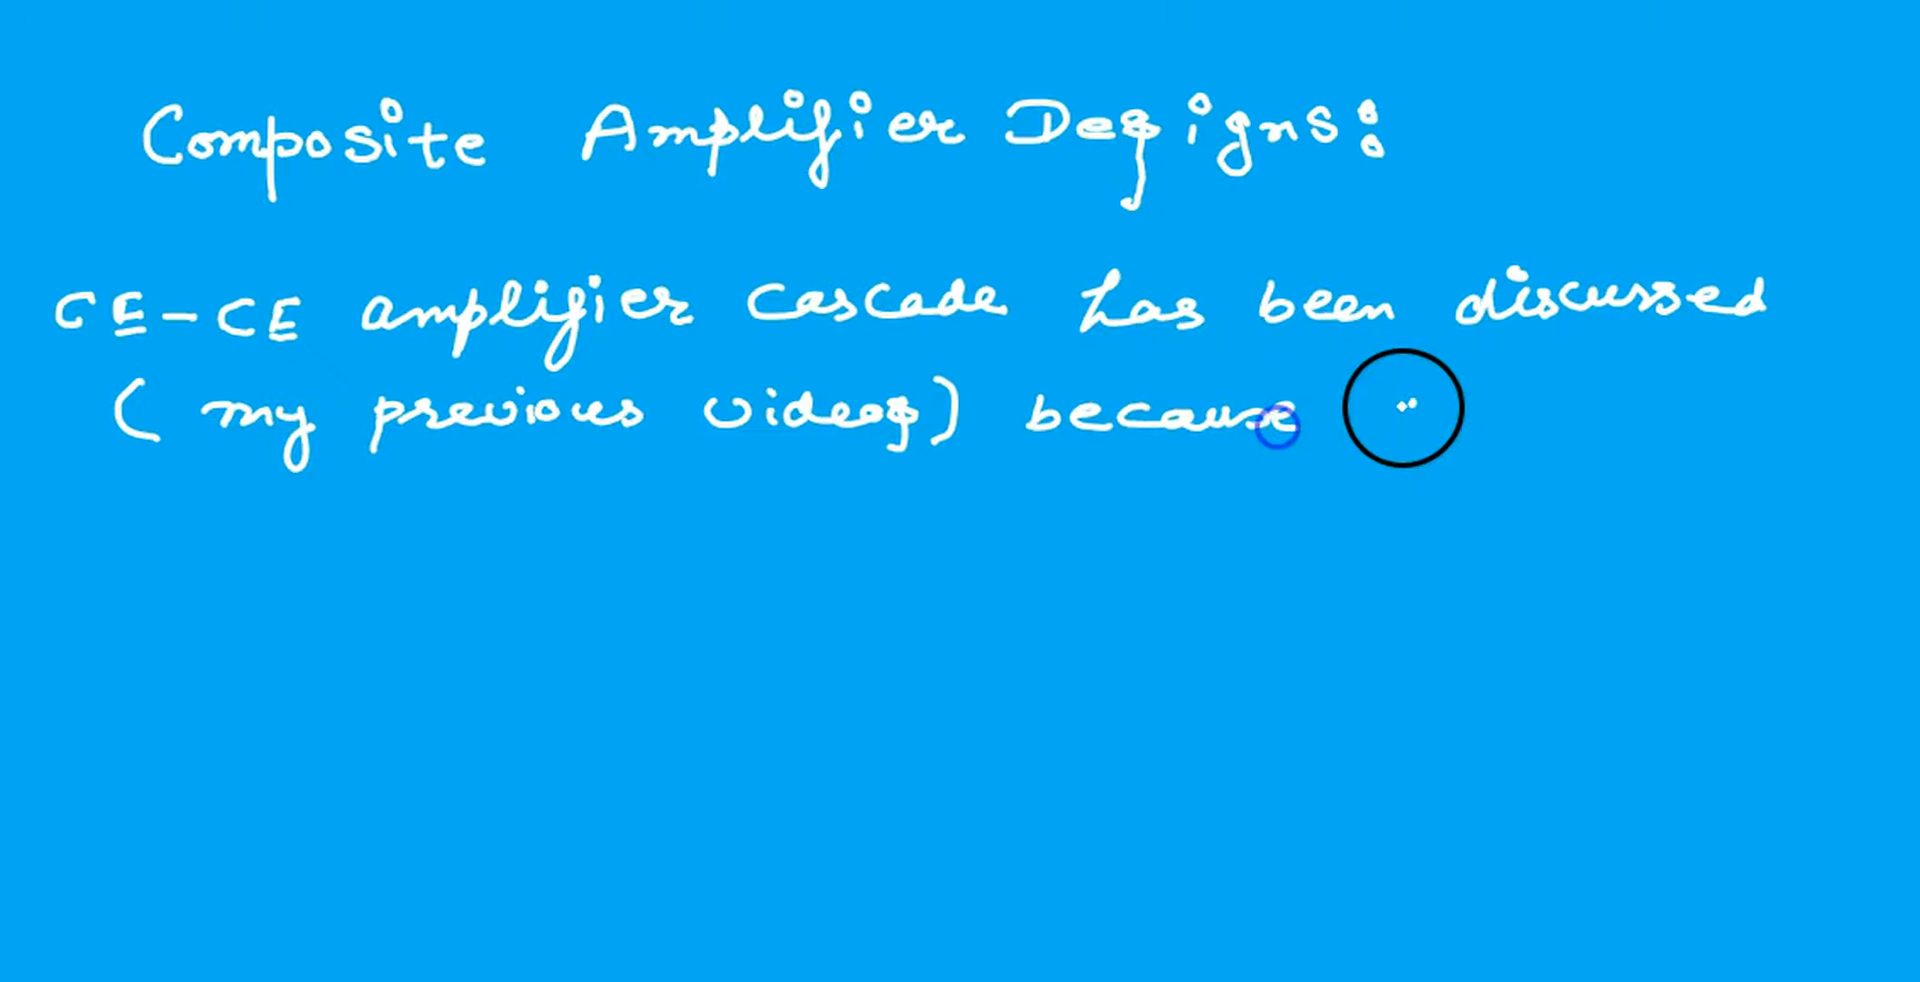 Composite Amplifier Designs:
CE-CE amplifier cascade has been discussed
(my previous videos) because